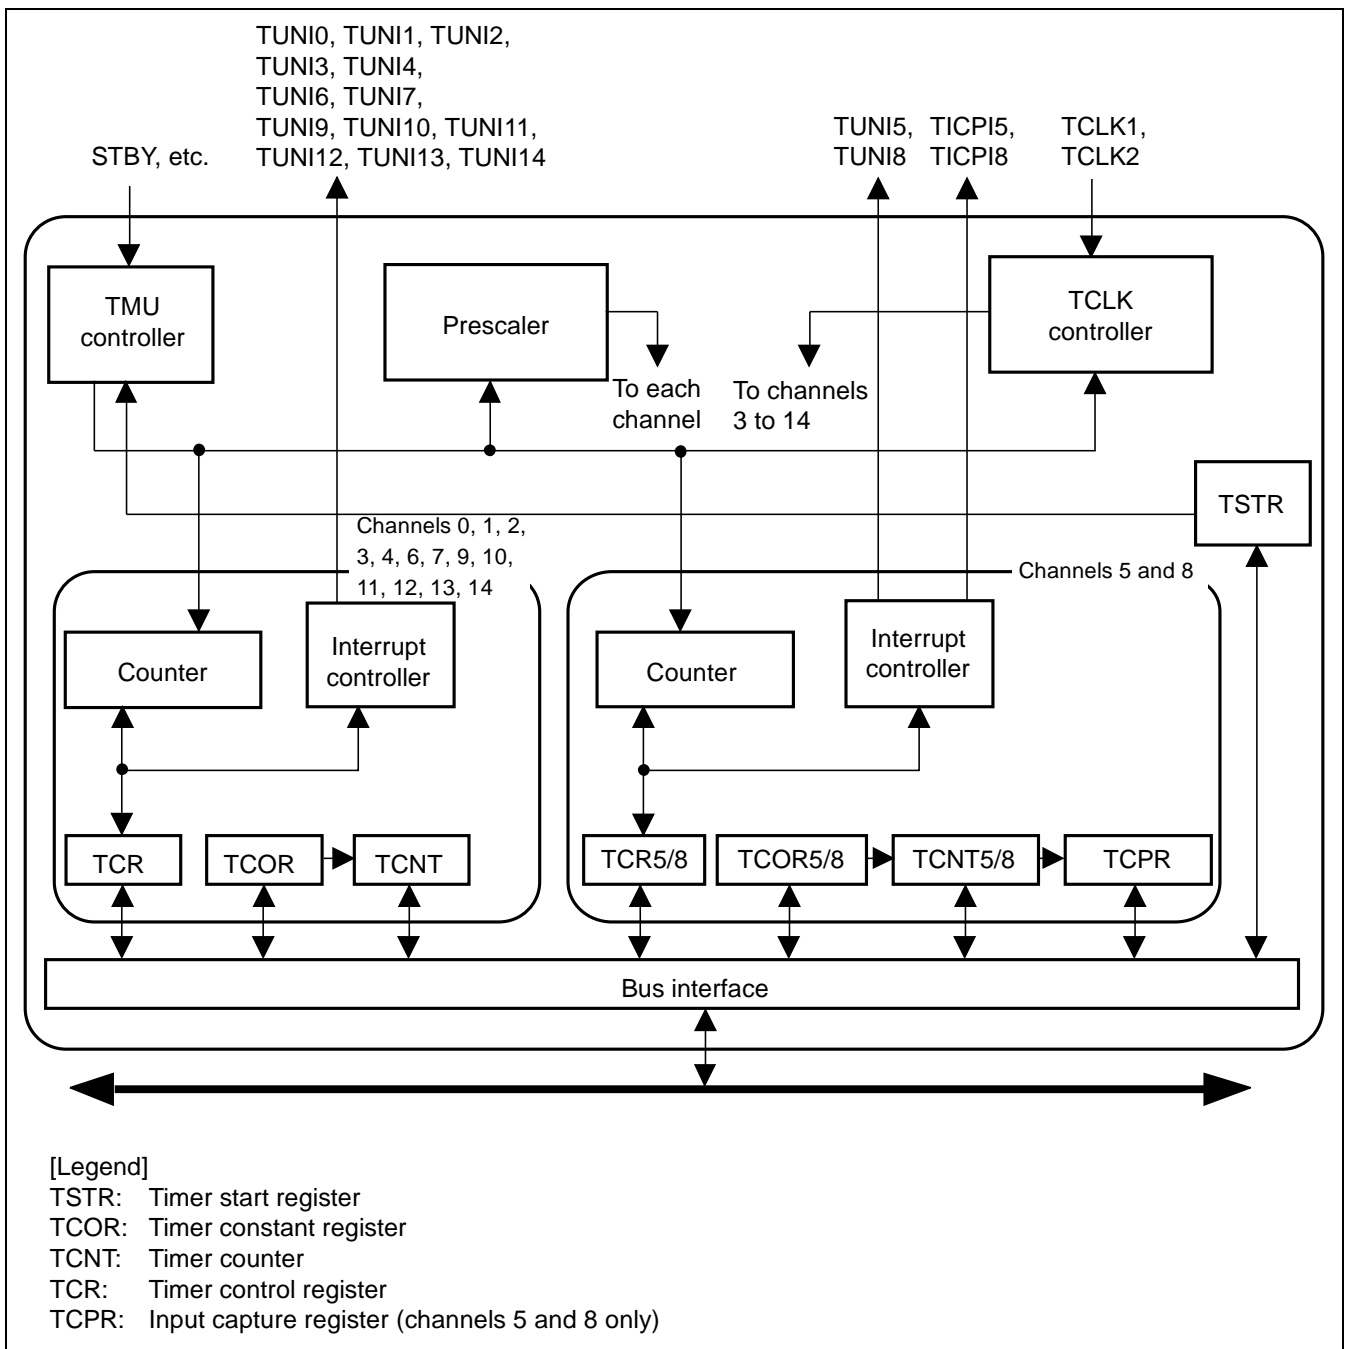 TUNI0, TUNI1, TUNI2,
TUNI3, TUNI4,
TUNI6, TUNI7,
TUNI9, TUNI10, TUNI11,
TUNI12, TUNI13, TUNI14
STBY, etc.
TUNI5,
TUNI8
TICPI5,
TICPI8
TCLK1,
TCLK2
TMU
controller
Prescaler
TCLK
controller
To each
channel
To channels
3 to 14
TSTR
Channels 0, 1, 2,
3, 4, 6, 7, 9, 10,
11, 12, 13, 14
Channels 5 and 8
Counter
Interrupt
controller
Counter
Interrupt
controller
TCR
TCOR
TCNT
TCR5/8
TCOR5/8
TCNT5/8
TCPR
Bus interface
[Legend]
TSTR: Timer start register
TCOR: Timer constant register
TCNT: Timer counter
TCR: Timer control register
TCPR: Input capture register (channels 5 and 8 only)